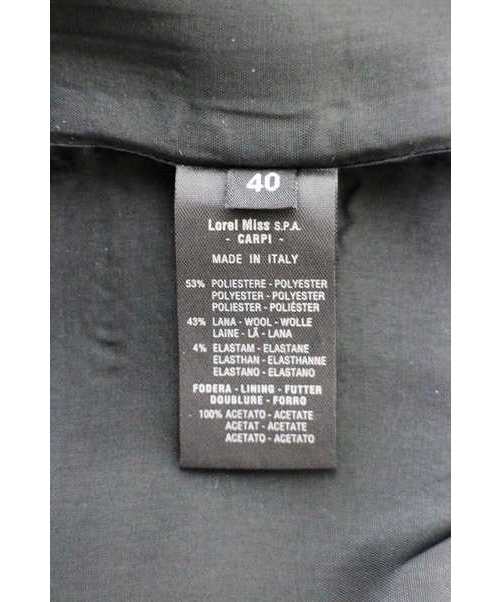 40
Lorel Miss S.P.A.
- CARPI -
MADE IN ITALY
53% POLIESTERE - POLYESTER
POLYESTER - POLYESTER
POLIESTER - POLIÉSTER
43% LANA - WOOL - WOLLE
LAINE - LÃ - LANA
4% ELASTAM - ELASTANE
ELASTHAN - ELASTHANNE
ELASTANO - ELASTANO
FODERA - LINING - FUTTER
DOUBLURE - FORRO
100% ACETATO - ACETATE
ACETAT - ACETATE
ACETATO - ACETATO